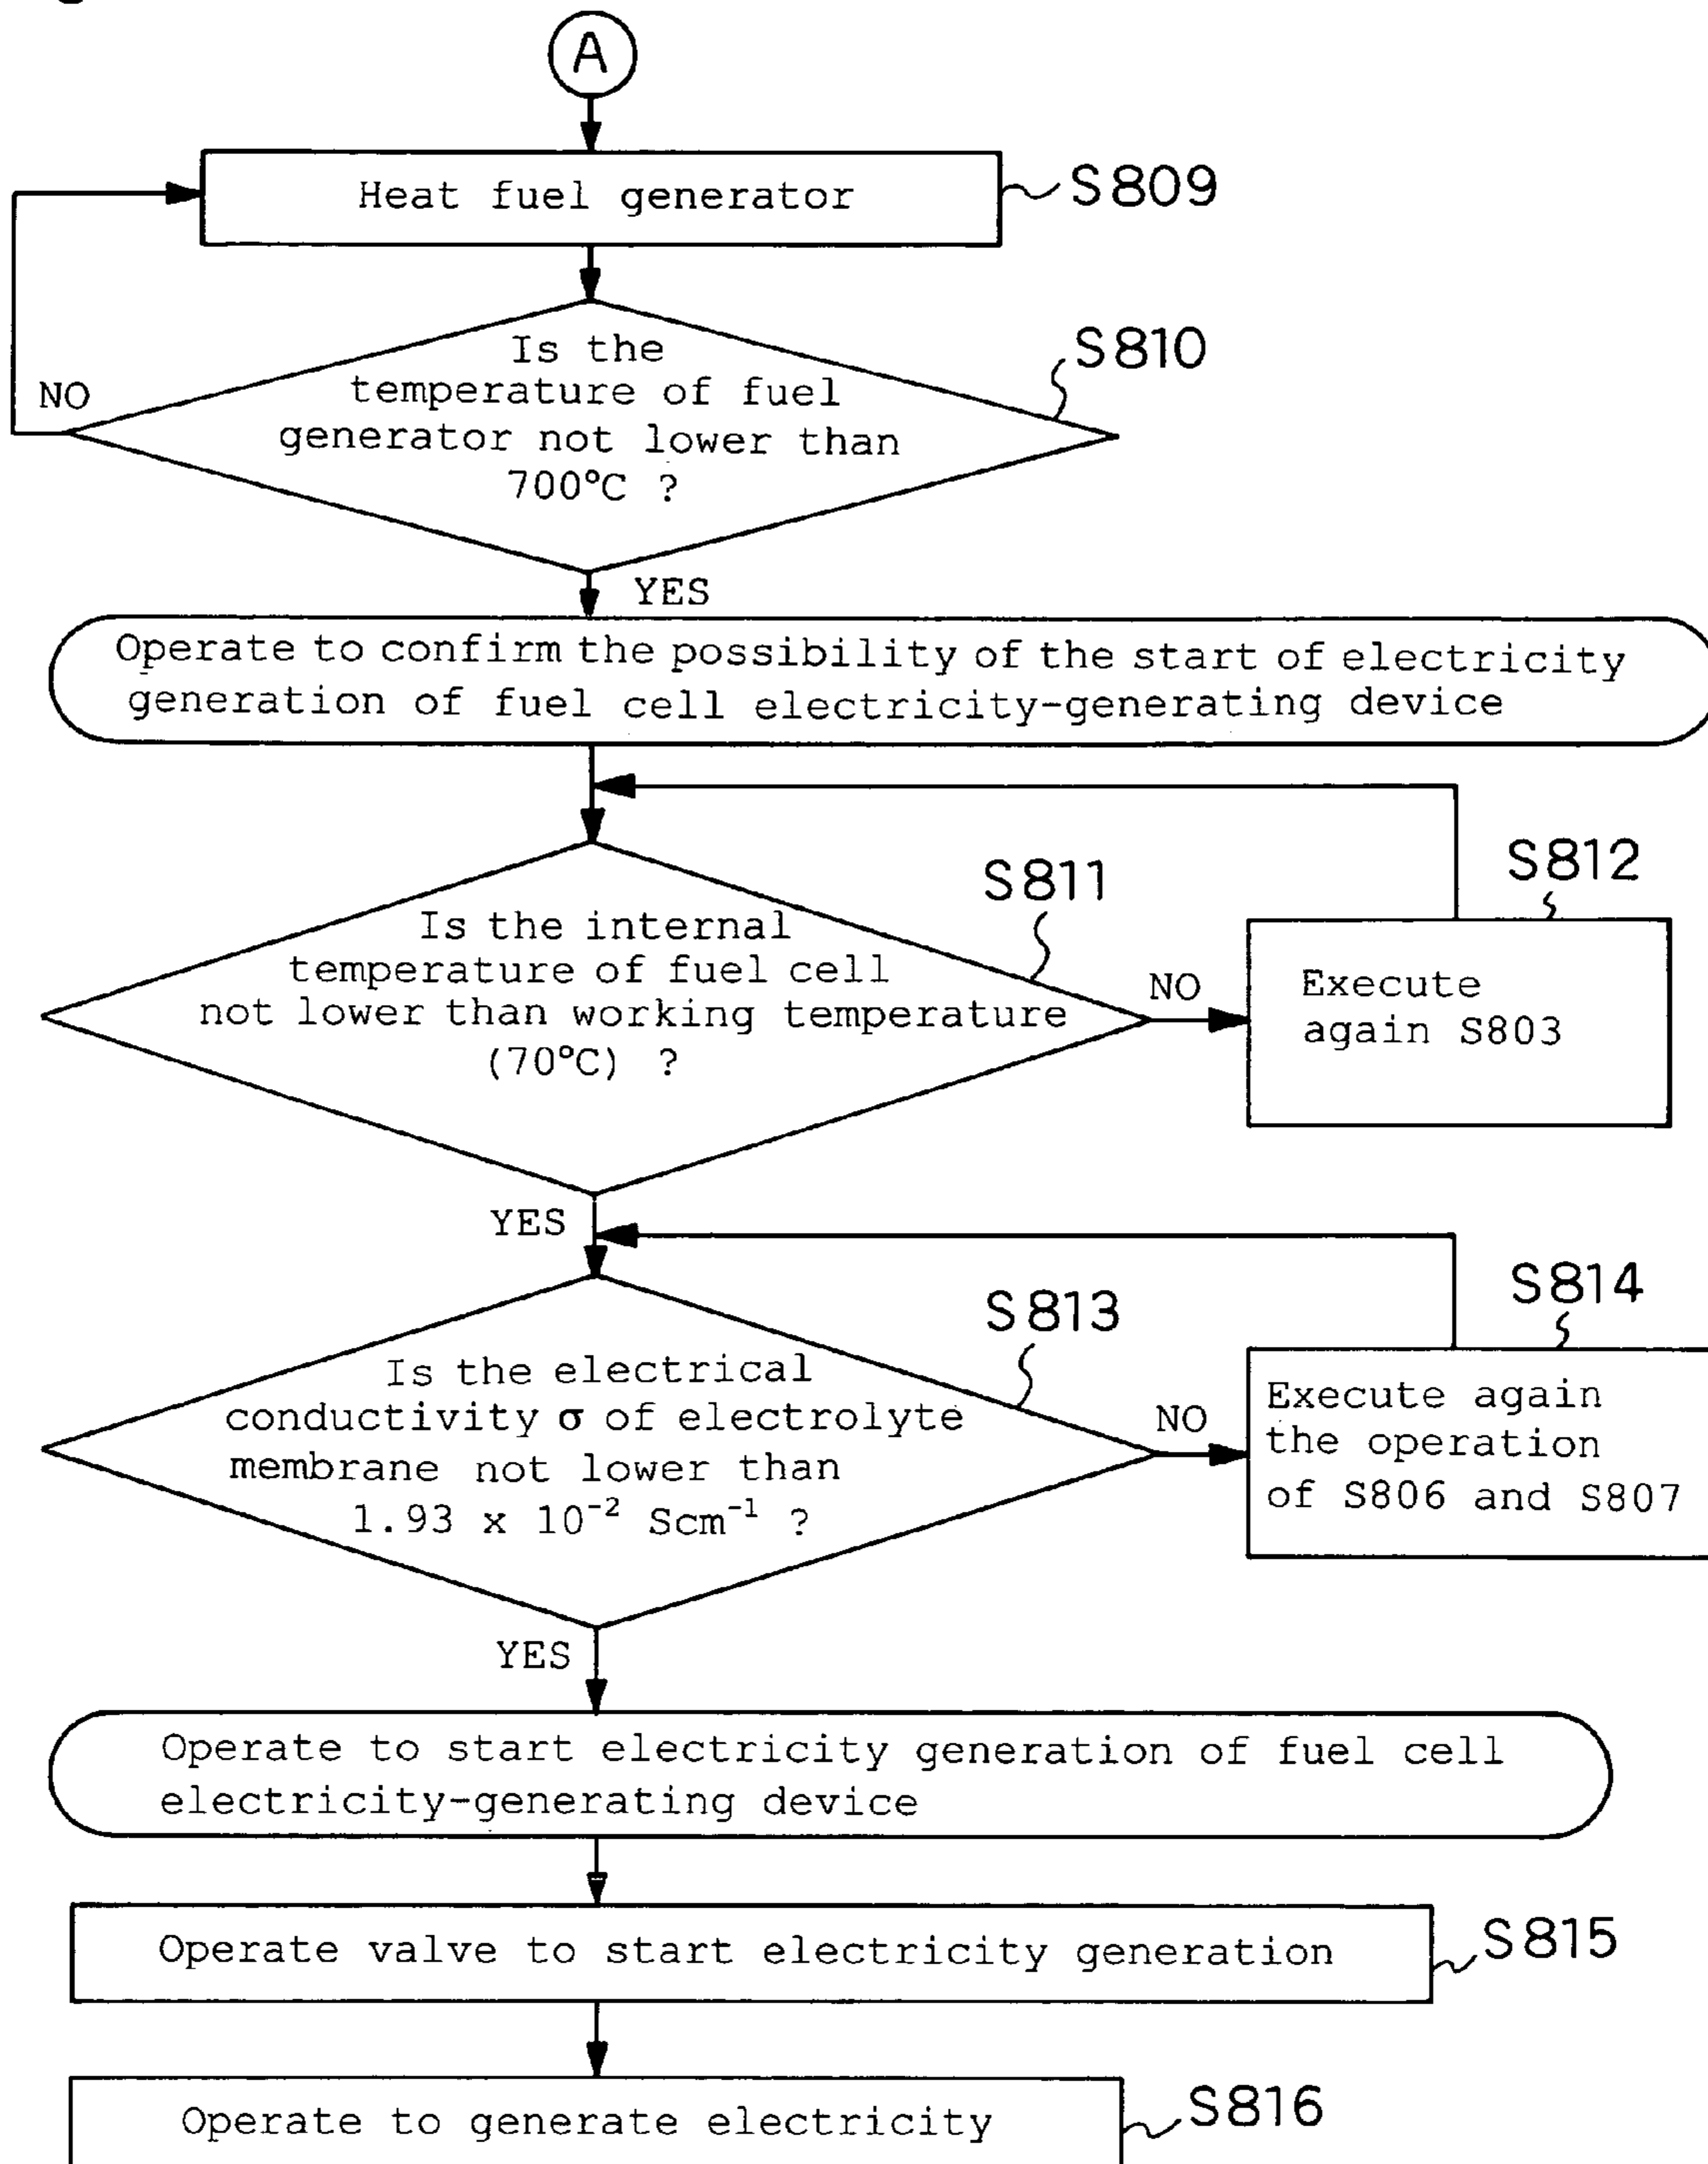 A
Heat fuel generator
S809
Is the
temperature of fuel
generator not lower than
700°C ?
S810
NO
YES
Operate to confirm the possibility of the start of electricity
generation of fuel cell electricity-generating device
Is the internal
temperature of fuel cell
not lower than working temperature
(70°C) ?
S811
NO
S812
Execute
again S803
YES
Is the electrical
conductivity σ of electrolyte
membrane not lower than
1.93 x 10⁻² Scm⁻¹ ?
S813
NO
S814
Execute again
the operation
of S806 and S807
YES
Operate to start electricity generation of fuel cell
electricity-generating device
Operate valve to start electricity generation
S815
Operate to generate electricity
S816